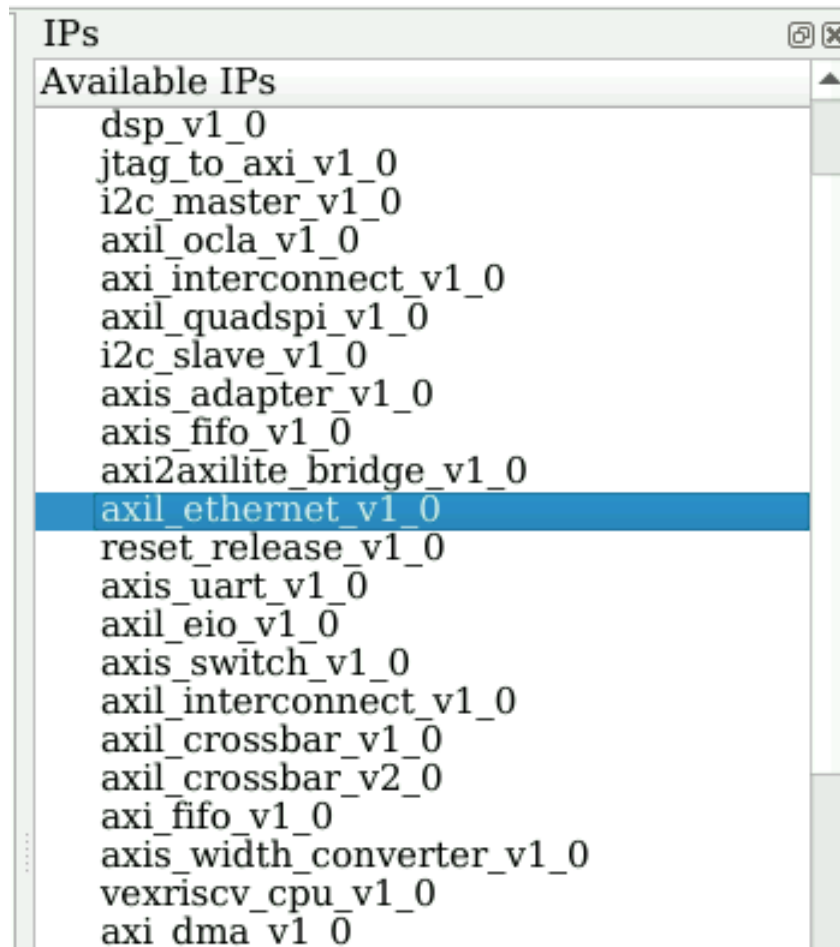 IPs
Available IPs
dsp_v1_0
jtag_to_axi_v1_0
i2c_master_v1_0
axil_ocla_v1_0
axi_interconnect_v1_0
axil_quadspi_v1_0
i2c_slave_v1_0
axis_adapter_v1_0
axis_fifo_v1_0
axi2axilite_bridge_v1_0
axil_ethernet_v1_0
reset_release_v1_0
axis_uart_v1_0
axil_eio_v1_0
axis_switch_v1_0
axil_interconnect_v1_0
axil_crossbar_v1_0
axil_crossbar_v2_0
axi_fifo_v1_0
axis_width_converter_v1_0
vexriscv_cpu_v1_0
axi_dma_v1_0